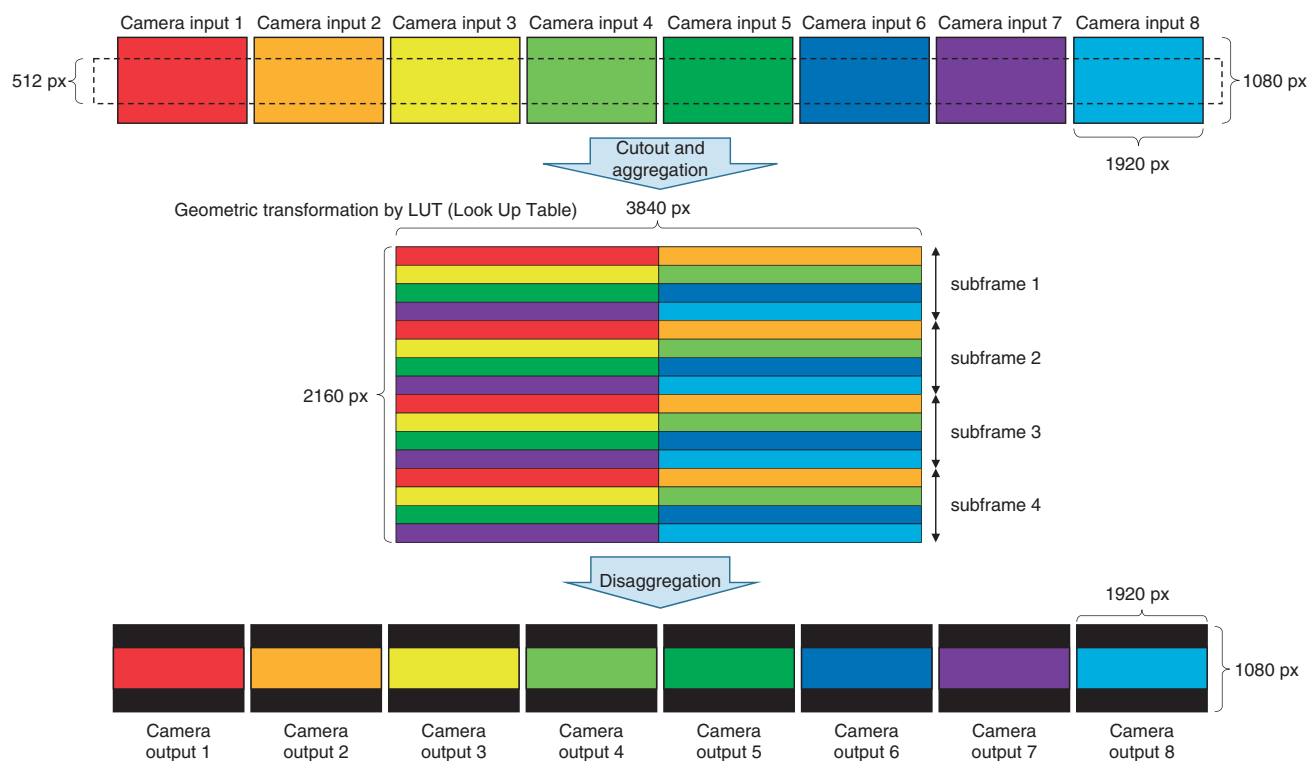 Camera input 1
Camera input 2
Camera input 3
Camera input 4
Camera input 5
Camera input 6
Camera input 7
Camera input 8
512 px
1080 px
1920 px
Cutout and
aggregation
Geometric transformation by LUT (Look Up Table)
3840 px
2160 px
subframe 1
subframe 2
subframe 3
subframe 4
Disaggregation
1920 px
1080 px
Camera
output 1
Camera
output 2
Camera
output 3
Camera
output 4
Camera
output 5
Camera
output 6
Camera
output 7
Camera
output 8